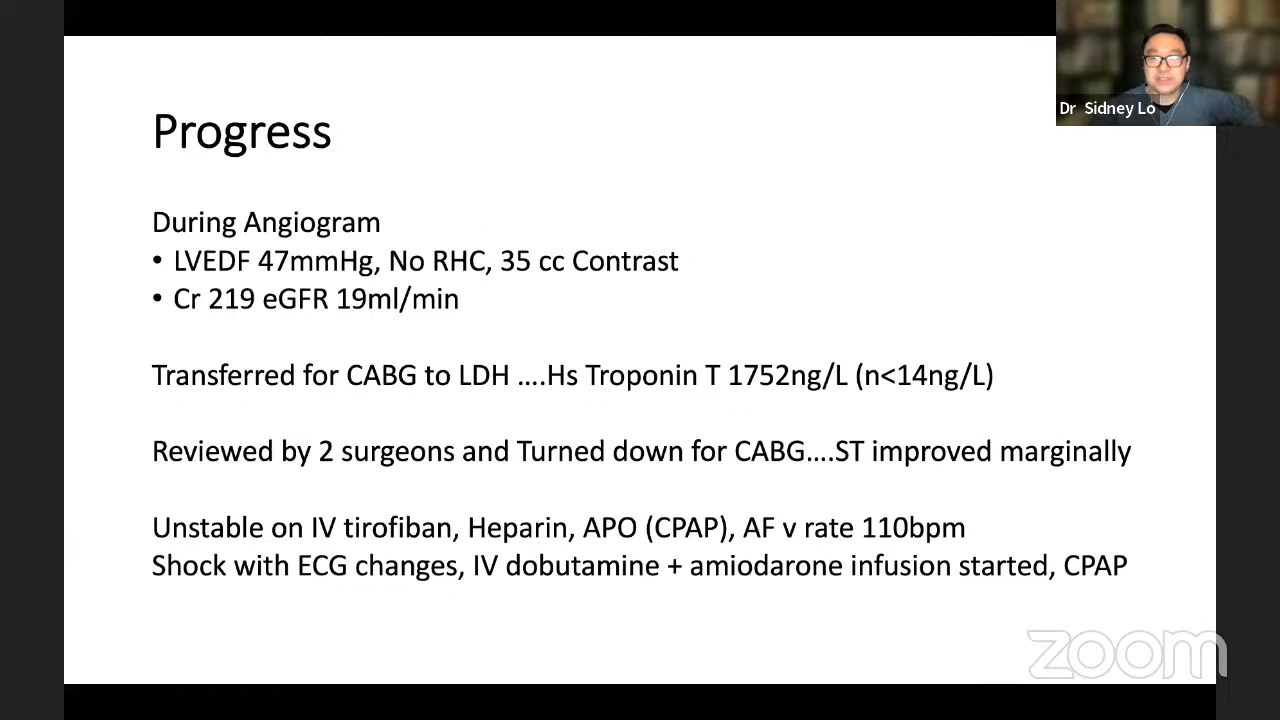 Dr Sidney Lo
Progress
During Angiogram
• LVEDF 47mmHg, No RHC, 35 cc Contrast
• Cr 219 eGFR 19ml/min
Transferred for CABG to LDH ....Hs Troponin T 1752ng/L (n<14ng/L)
Reviewed by 2 surgeons and Turned down for CABG....ST improved marginally
Unstable on IV tirofiban, Heparin, APO (CPAP), AF v rate 110bpm
Shock with ECG changes, IV dobutamine + amiodarone infusion started, CPAP
zoom